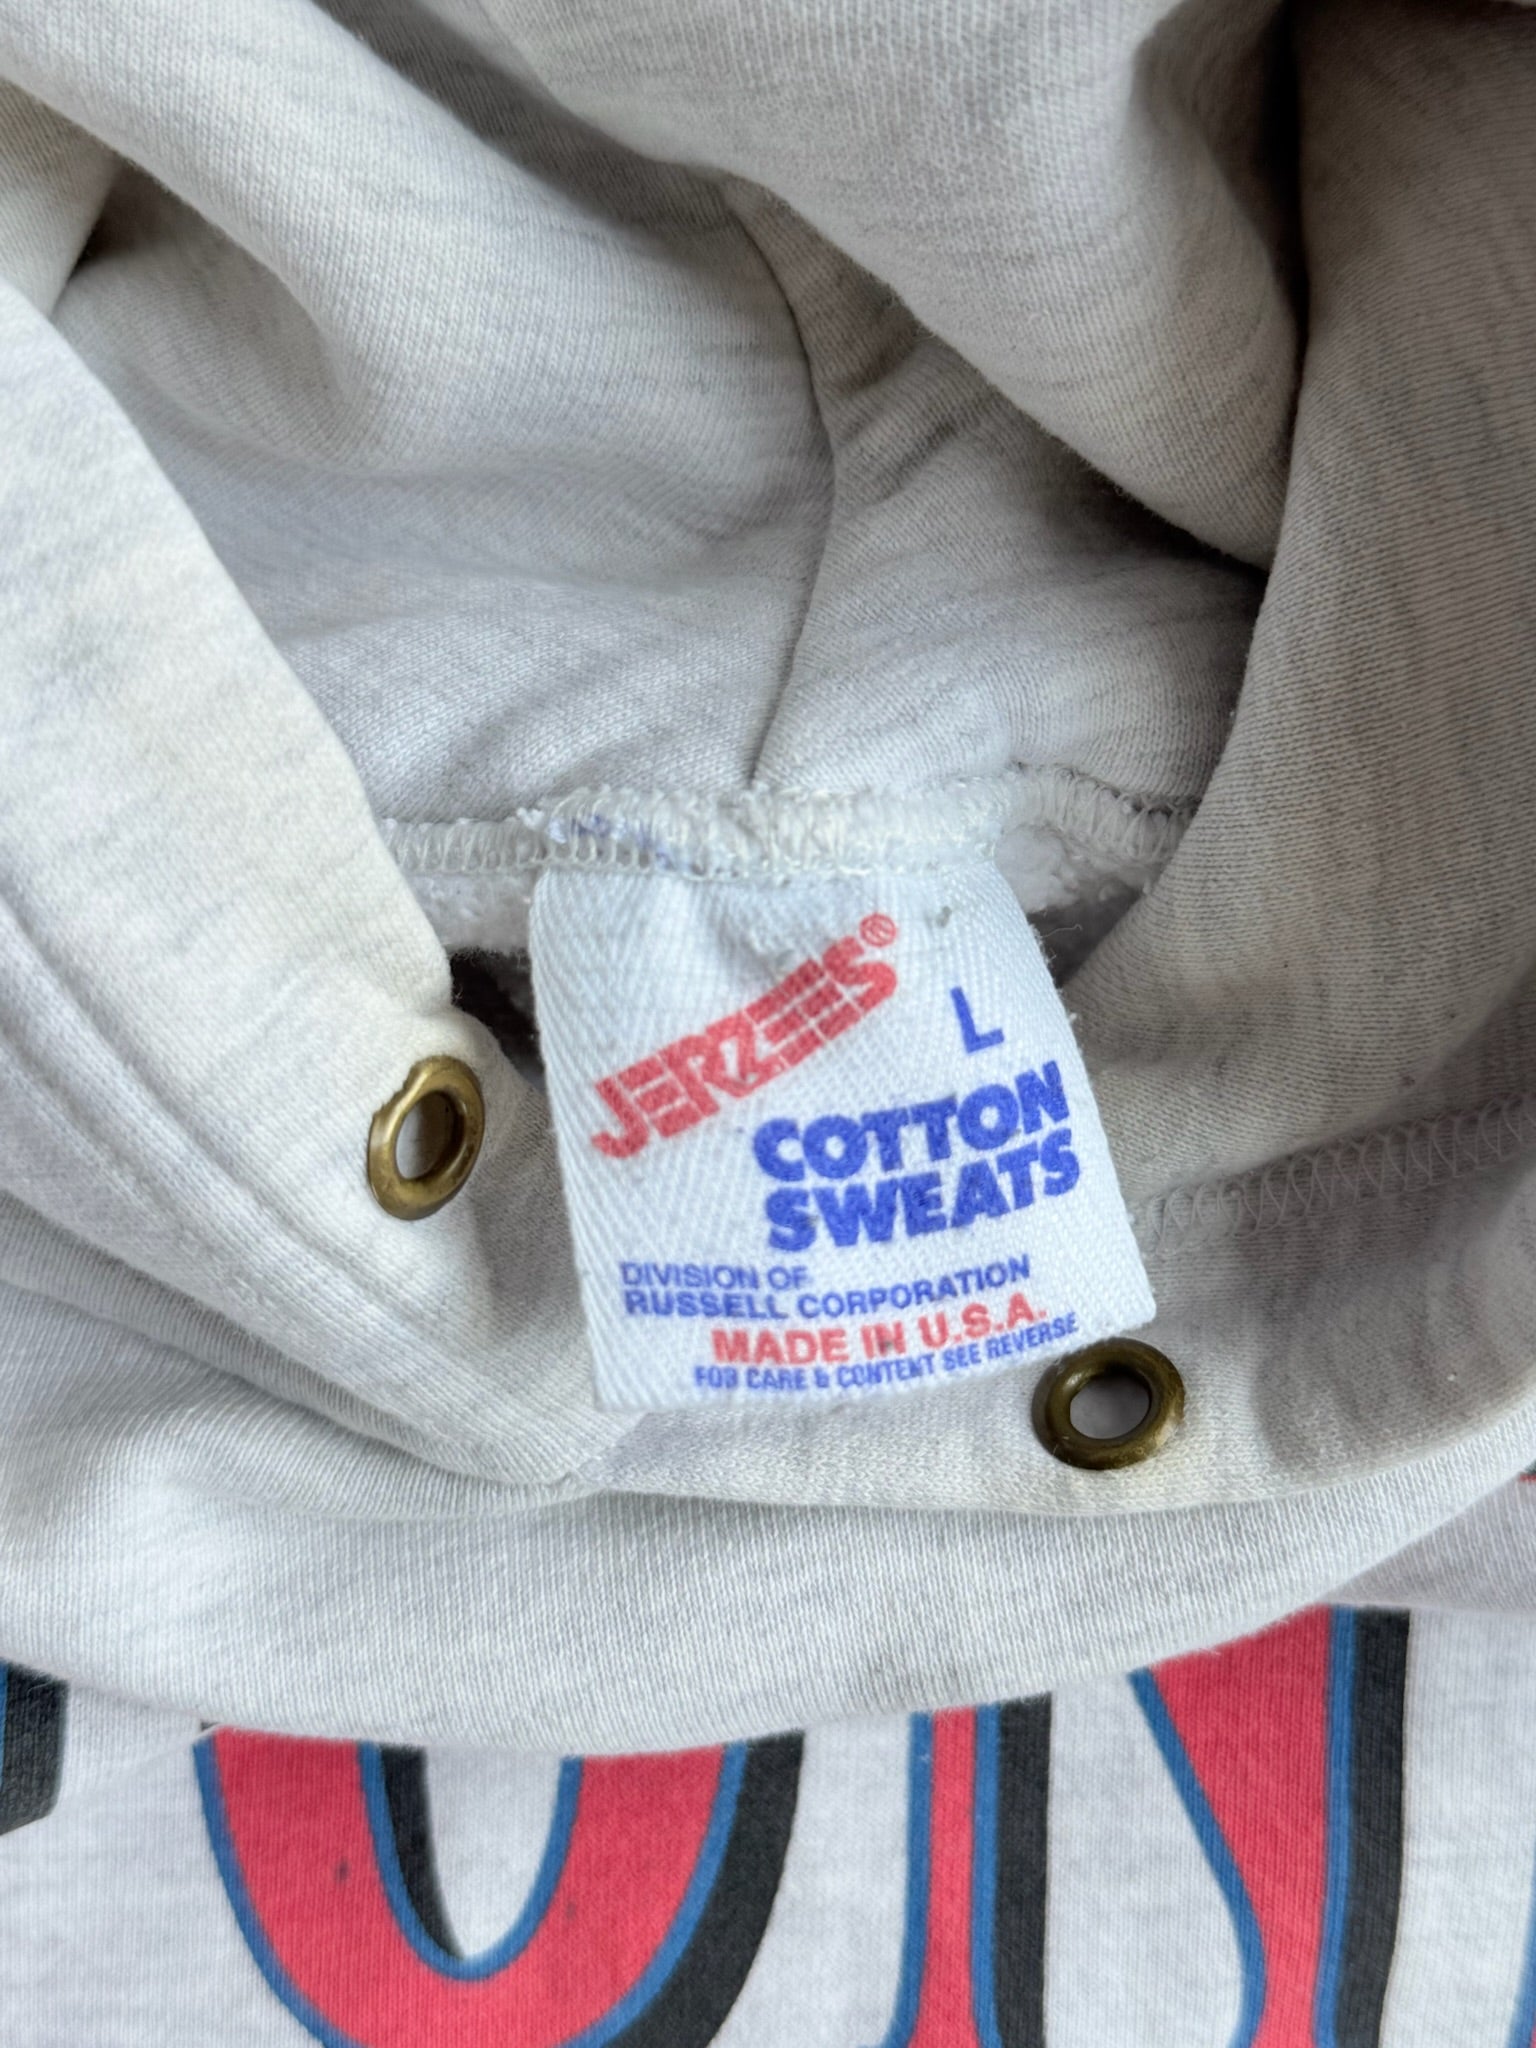 JERZEES®
L
COTTON
SWEATS
DIVISION OF
RUSSELL CORPORATION
MADE IN U.S.A.
FOR CARE & CONTENT SEE REVERSE